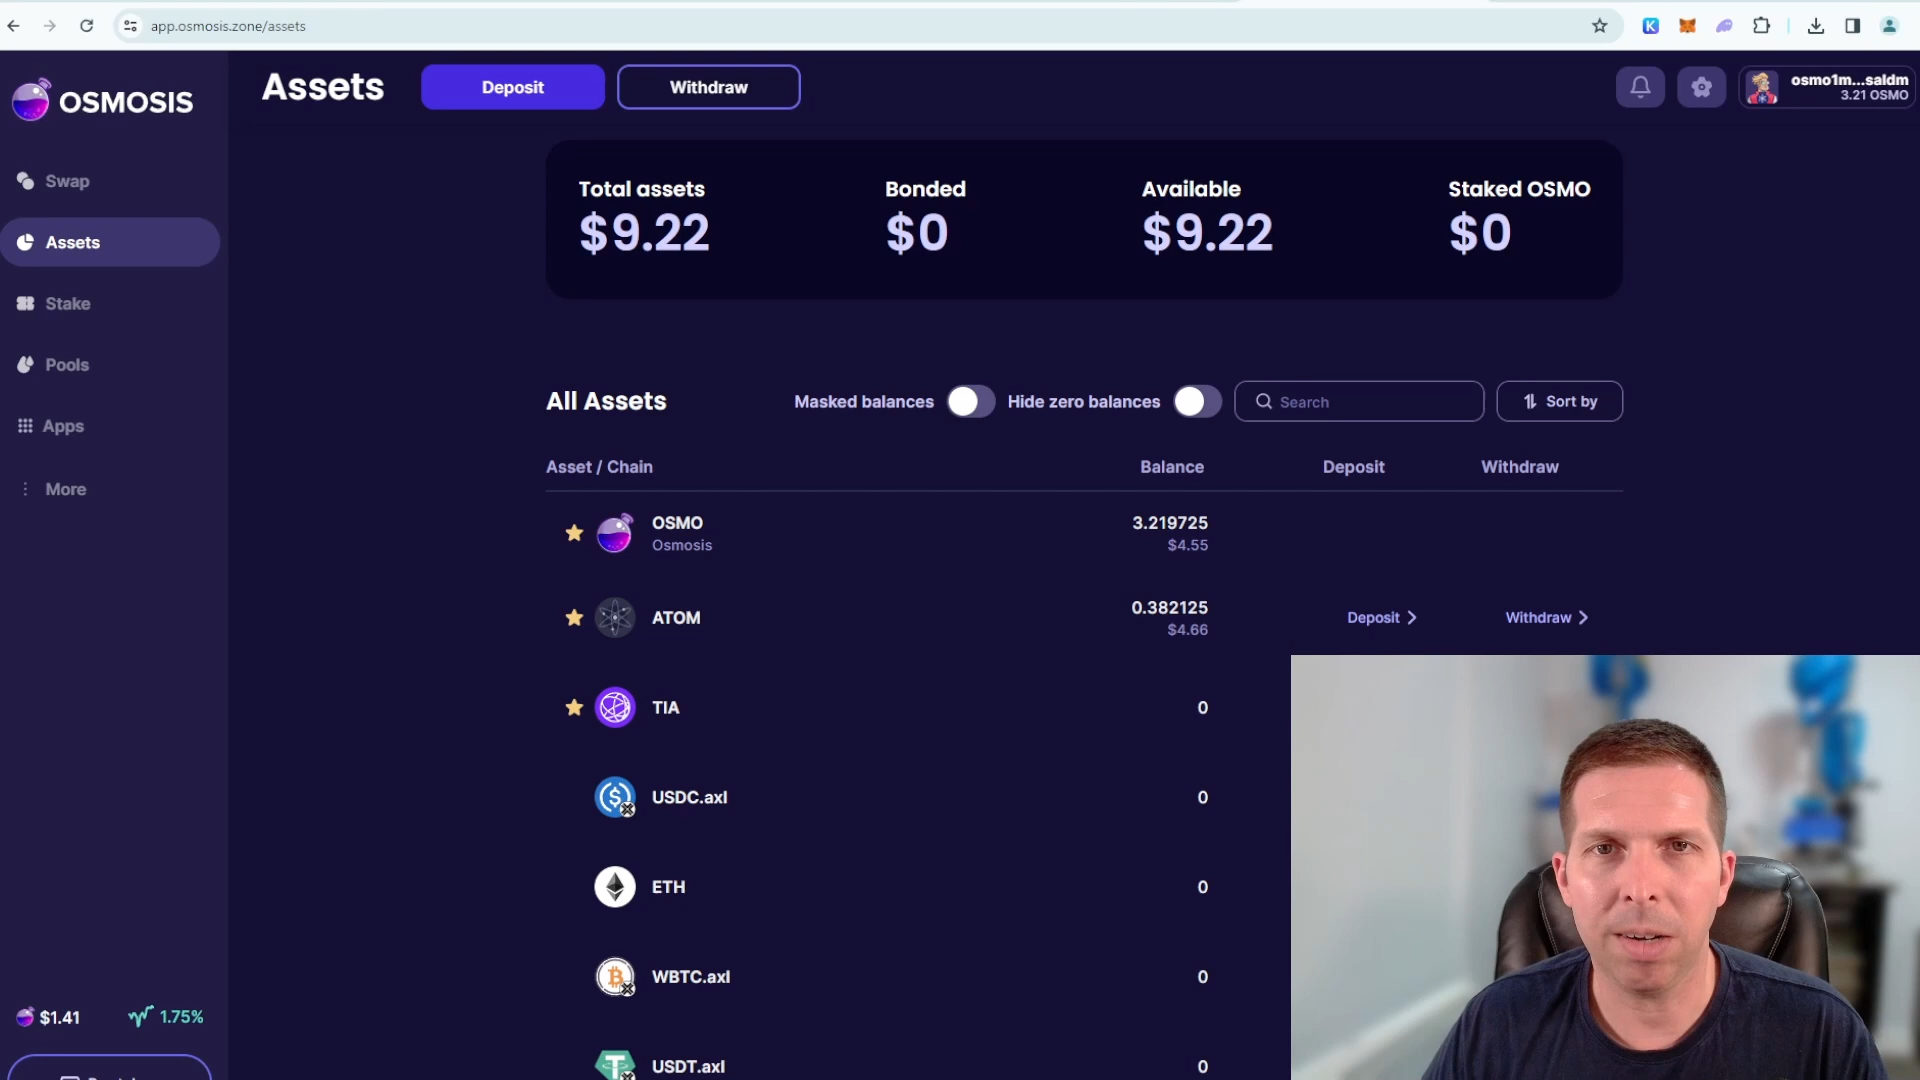 app.osmosis.zone/assets
OSMOSIS
Assets
Deposit
Withdraw
osmo1m...saldm
3.21 OSMO
Swap
Assets
Stake
Pools
Apps
More
Total assets
$9.22
Bonded
$0
Available
$9.22
Staked OSMO
$0
All Assets
Masked balances
Hide zero balances
Search
Sort by
Asset / Chain
Balance
Deposit
Withdraw
OSMO
Osmosis
3.219725
$4.55
ATOM
0.382125
$4.66
Deposit
Withdraw
TIA
0
USDC.axl
0
ETH
0
WBTC.axl
0
USDT.axl
0
$1.41
1.75%